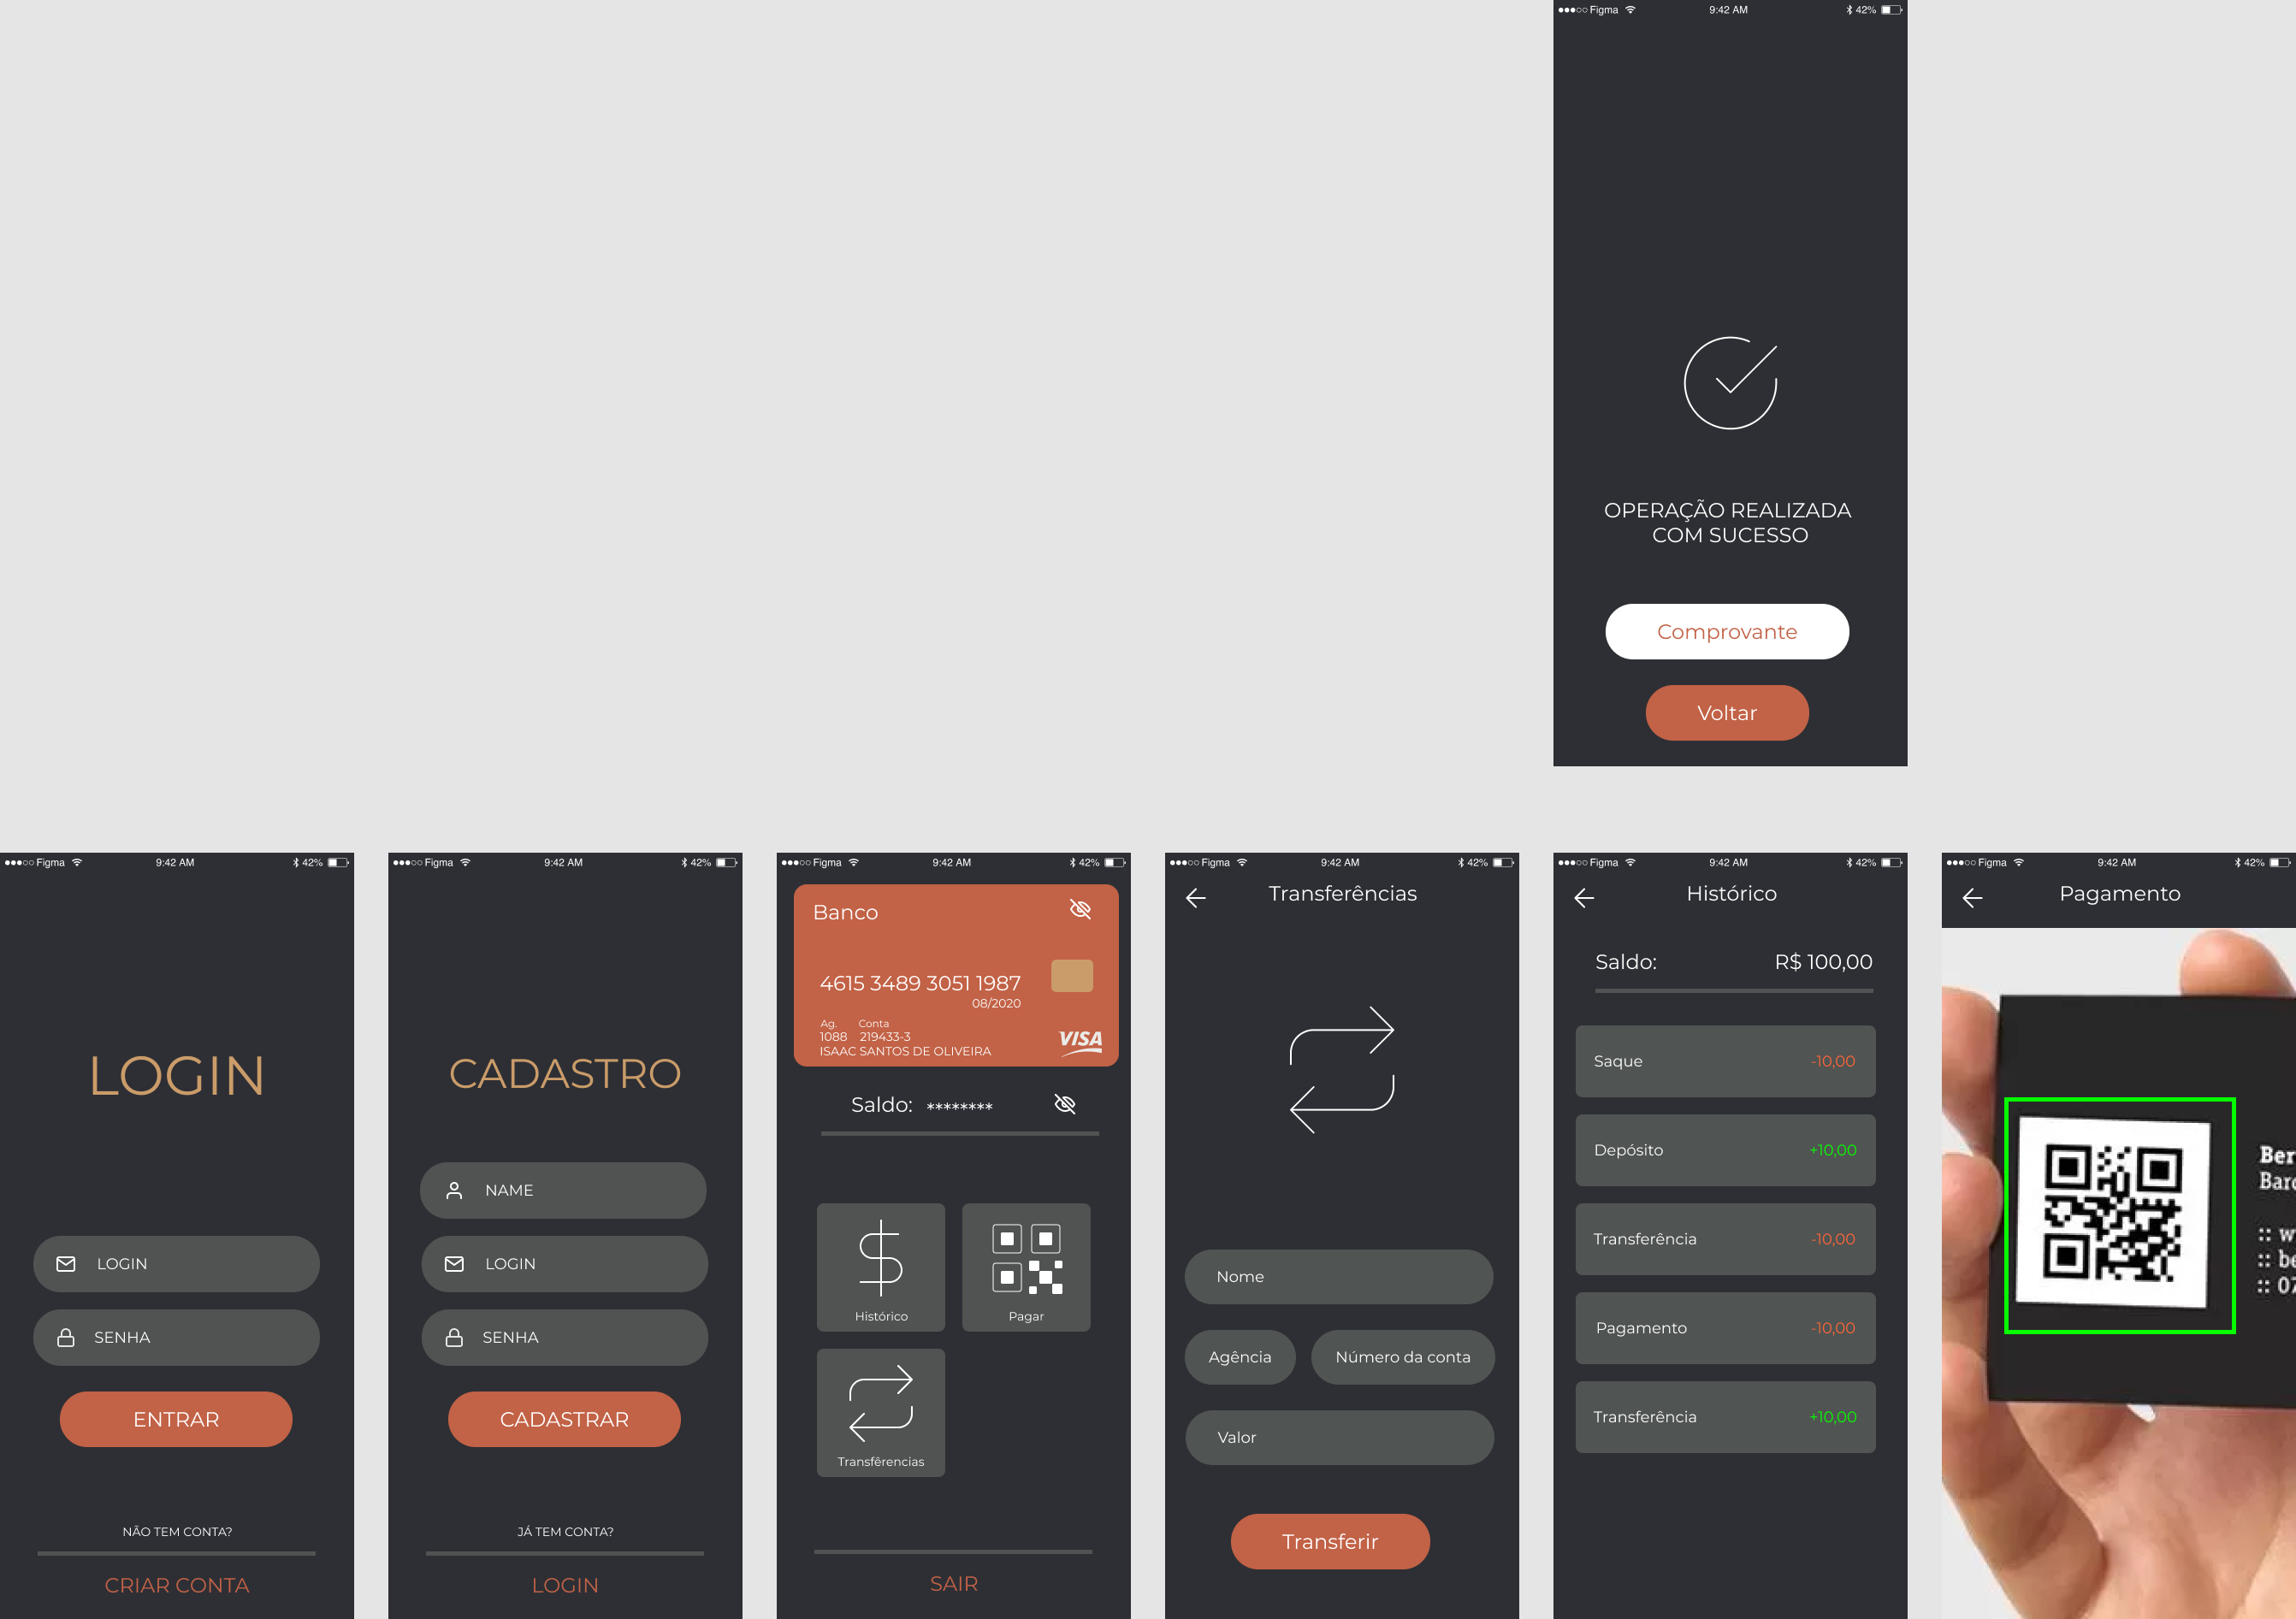 Figma 9:42 AM 42%
OPERAÇÃO REALIZADA
COM SUCESSO
Comprovante
Voltar
Figma 9:42 AM 42%
LOGIN
LOGIN
SENHA
ENTRAR
NÃO TEM CONTA?
CRIAR CONTA
Figma 9:42 AM 42%
CADASTRO
NAME
LOGIN
SENHA
CADASTRAR
JÁ TEM CONTA?
LOGIN
Figma 9:42 AM 42%
Banco
4615 3489 3051 1987
08/2020
Ag. Conta
1088 219433-3
ISAAC SANTOS DE OLIVEIRA
VISA
Saldo: ********
Histórico
Pagar
Transfêrencias
SAIR
Figma 9:42 AM 42%
Transferências
Nome
Agência
Número da conta
Valor
Transferir
Figma 9:42 AM 42%
Histórico
Saldo: R$ 100,00
Saque -10,00
Depósito +10,00
Transferência -10,00
Pagamento -10,00
Transferência +10,00
Figma 9:42 AM 42%
Pagamento
Ber
:: w
:: be
:: 07